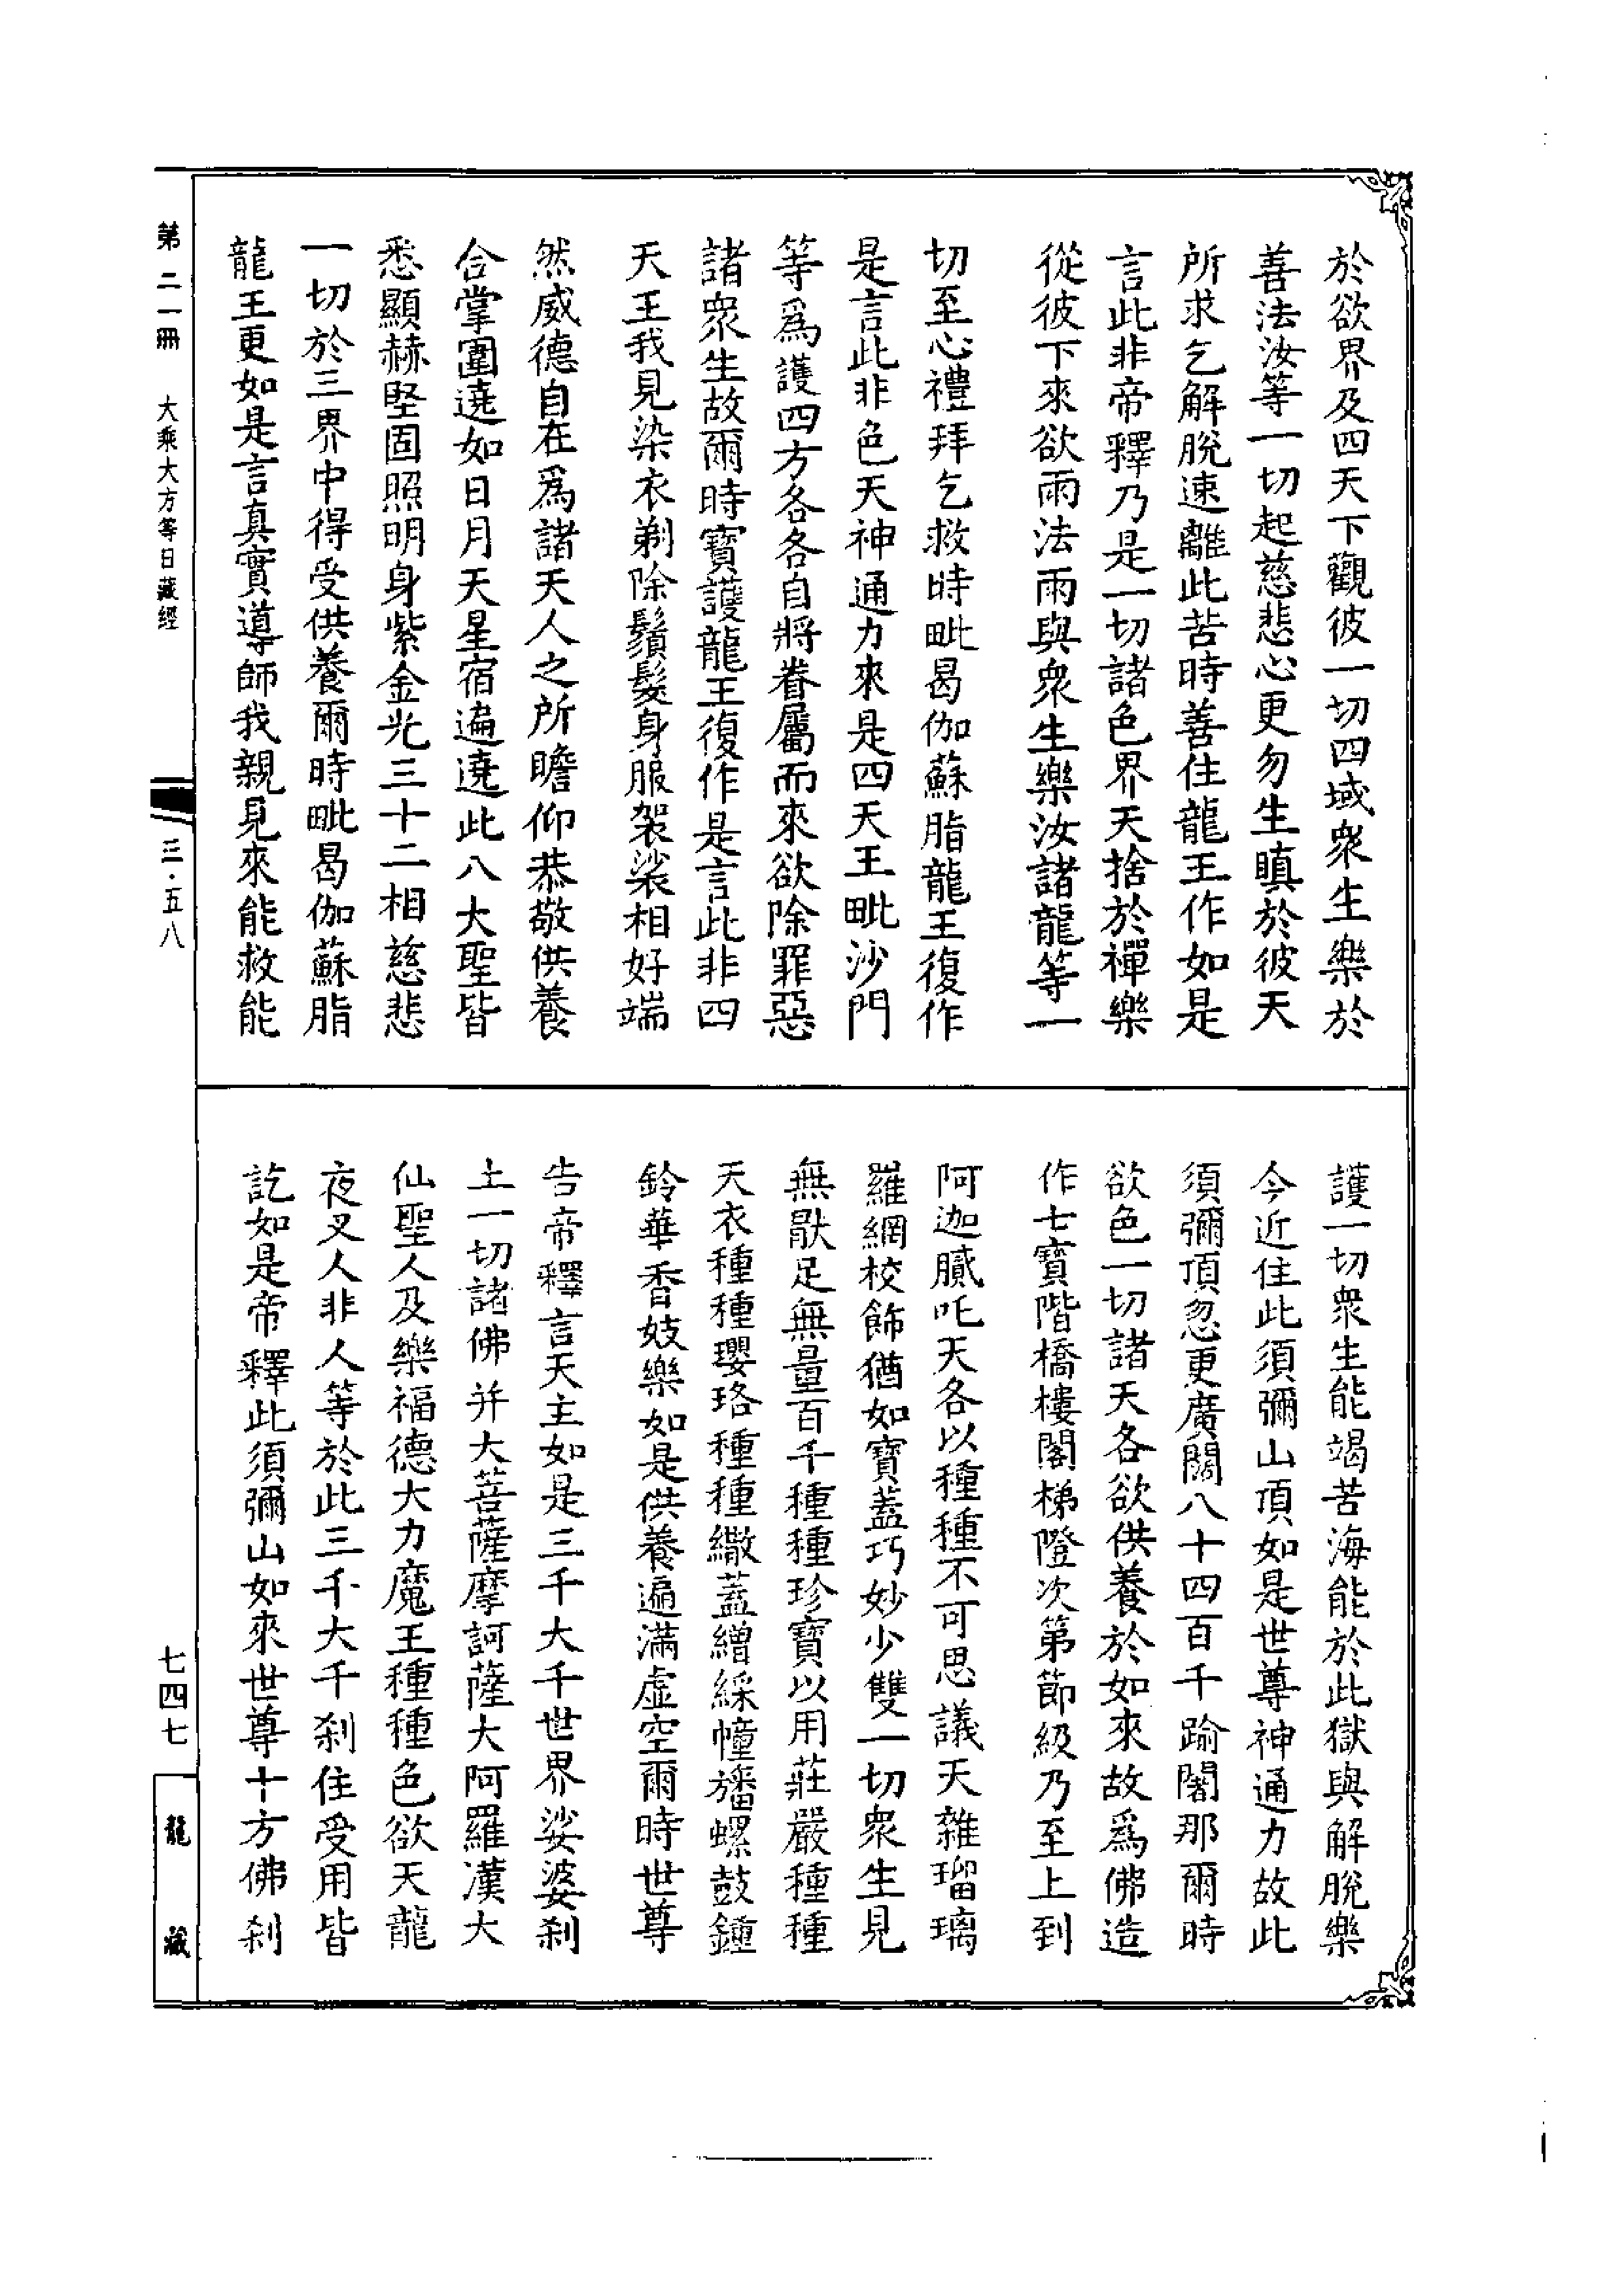 於欲界及四天下觀彼一切四域衆生樂於
善法汝等一切起慈悲心更勿生瞋於彼天
所求乞解脫速離此苦時善住龍王作如是
言此非帝釋乃是一切諸色界天捨於禪樂
從彼下來欲雨法雨與衆生樂汝諸龍等一
切至心禮拜乞救時毗曷伽蘇脂龍王復作
是言此非色天神通力來是四天王毗沙門
等爲護四方各各自將眷屬而來欲除罪惡
諸衆生故爾時寶護龍王復作是言此非四
天王我見染衣剃除鬚髮身服袈裟相好端
然威德自在爲諸天人之所瞻仰恭敬供養
合掌圍遶如日月天星宿遍遶此八大聖皆
悉顯赫堅固照明身紫金光三十二相慈悲
一切於三界中得受供養爾時毗曷伽蘇脂
龍王更如是言真實導師我親見來能救能
護一切衆生能竭苦海能於此獄與解脫樂
今近住此須彌山頂如是世尊神通力故此
須彌頂忽更廣闊八十四百千踰闍那爾時
欲色一切諸天各欲供養於如來故爲佛造
作七寶階橋樓閣梯隥次第節級乃至上到
阿迦膩吒天各以種種不可思議天雜瑠璃
羅網校飾猶如寶蓋巧妙少雙一切衆生見
無猒足無量百千種種珍寶以用莊嚴種種
天衣種種瓔珞種種繖蓋繒綵幢旛螺鼓鐘
鈴華香妓樂如是供養遍滿虛空爾時世尊
告帝釋言天主如是三千大千世界娑婆刹
土一切諸佛并大菩薩摩訶薩大阿羅漢大
仙聖人及樂福德大力魔王種種色欲天龍
夜叉人非人等於此三千大千刹住受用皆
訖如是帝釋此須彌山如來世尊十方佛刹
第二一冊 大乘大方等日藏經
三·五八
七四七
龍藏